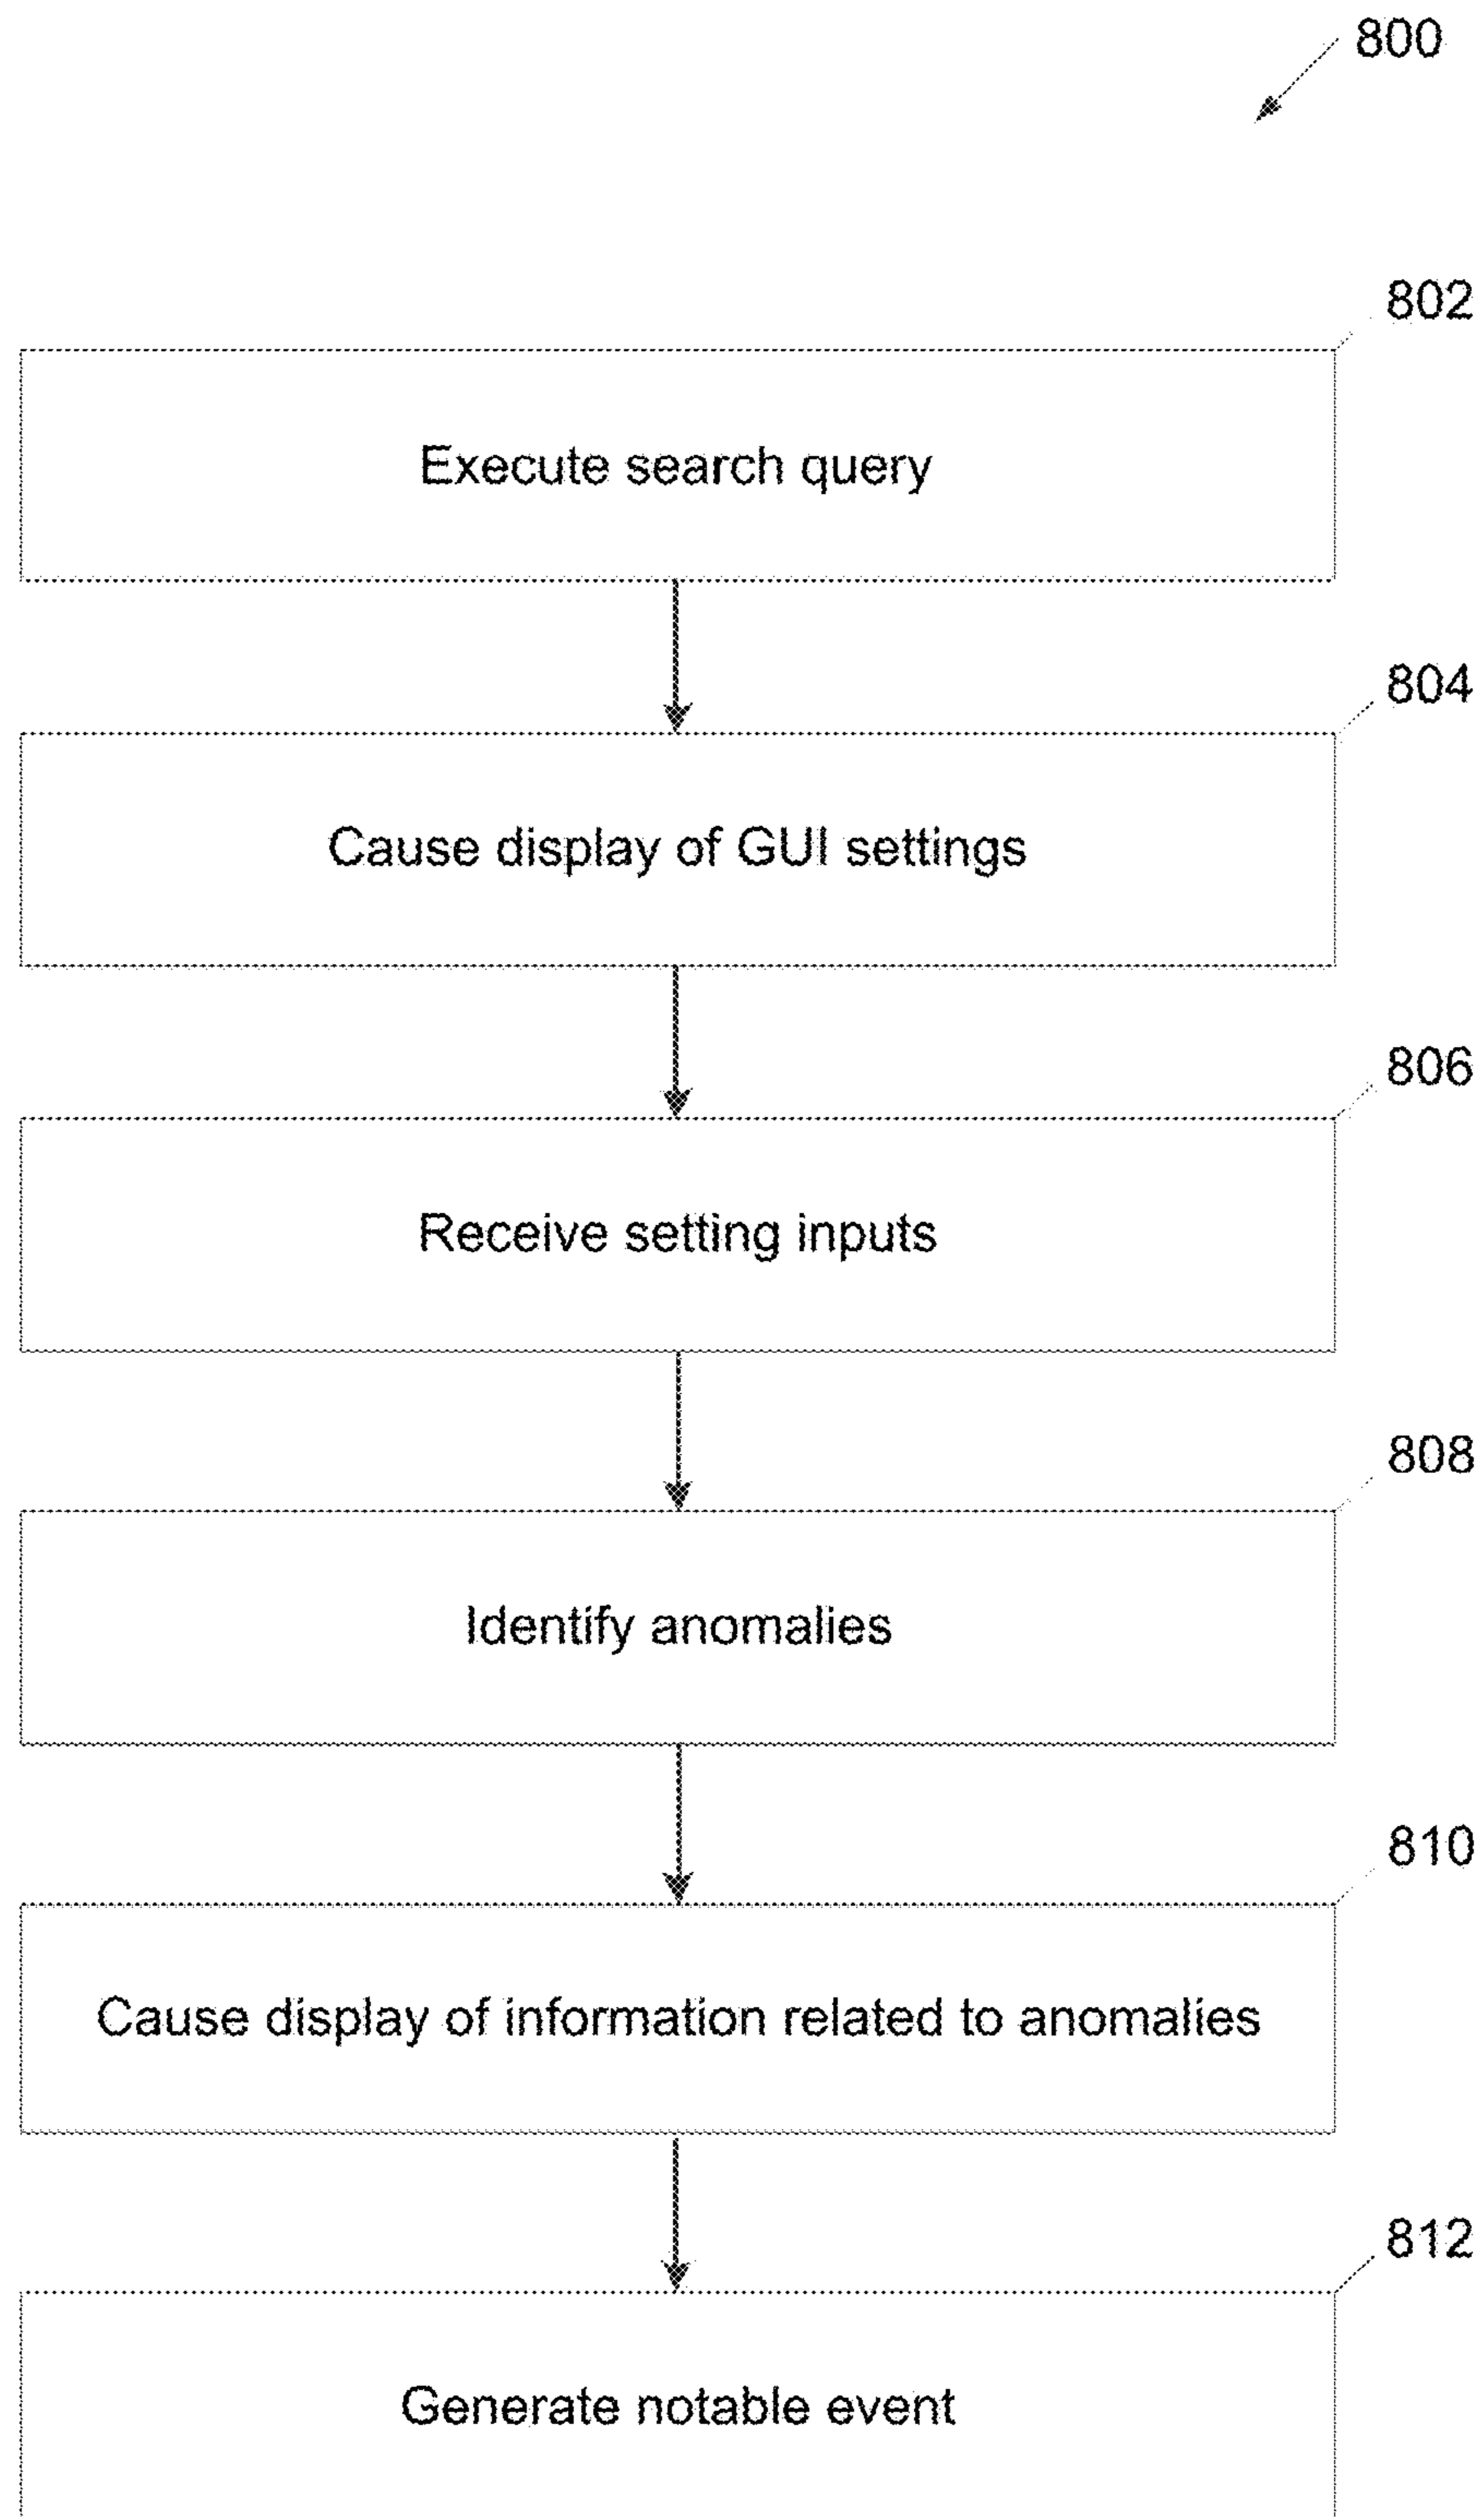 800
802
Execute search query
804
Cause display of GUI settings
806
Receive setting inputs
808
Identify anomalies
810
Cause display of information related to anomalies
812
Generate notable event